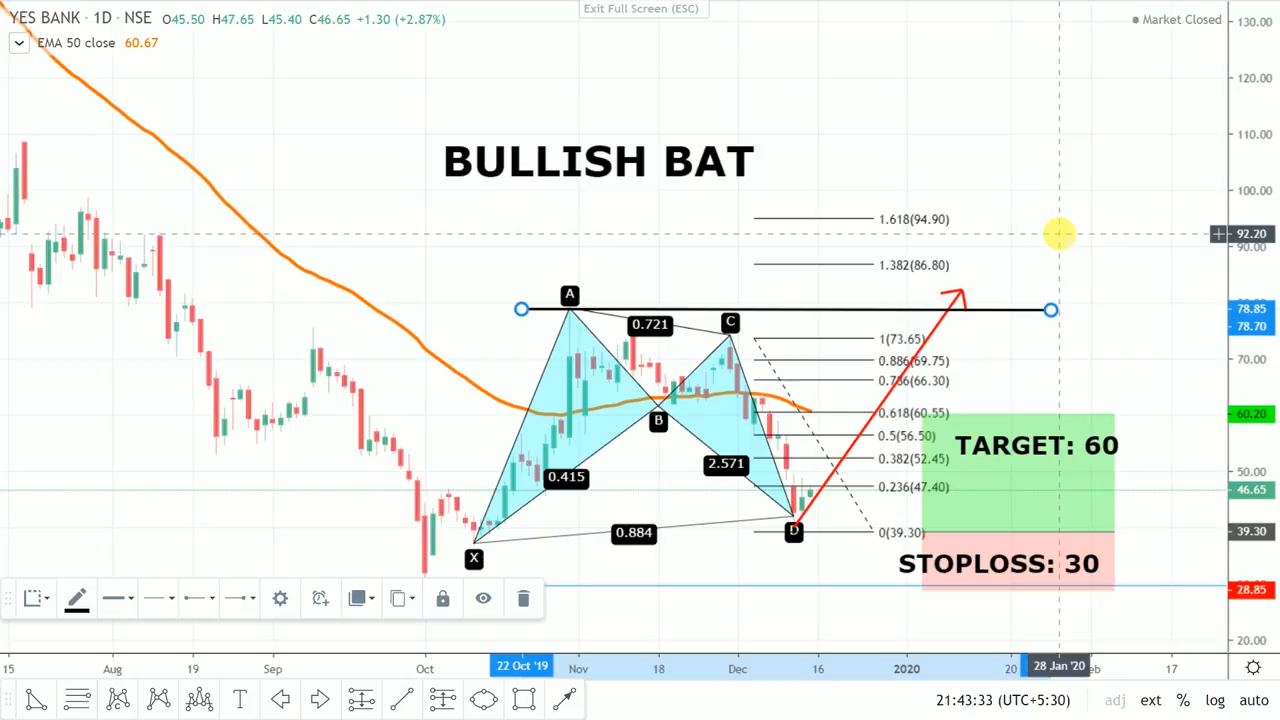 Exit Full Screen (ESC)
YES BANK · 1D · NSE O45.50 H47.65 L45.40 C46.65 +1.30 (+2.87%)
Market Closed
EMA 50 close 60.67
BULLISH BAT
130.00
120.00
110.00
100.00
92.20
90.00
78.85
78.70
70.00
60.20
50.00
46.65
39.30
28.85
20.00
1.618(94.90)
1.382(86.80)
1(73.65)
0.886(69.75)
0.786(66.30)
0.618(60.55)
0.5(56.50)
0.382(52.45)
0.236(47.40)
0(39.30)
A
0.721
C
B
0.415
2.571
0.884
X
D
TARGET: 60
STOPLOSS: 30
15 Aug 19 Sep Oct 22 Oct '19 Nov 18 Dec 16 2020 20 28 Jan '20 eb 17
T
21:43:33 (UTC+5:30) adj ext % log auto